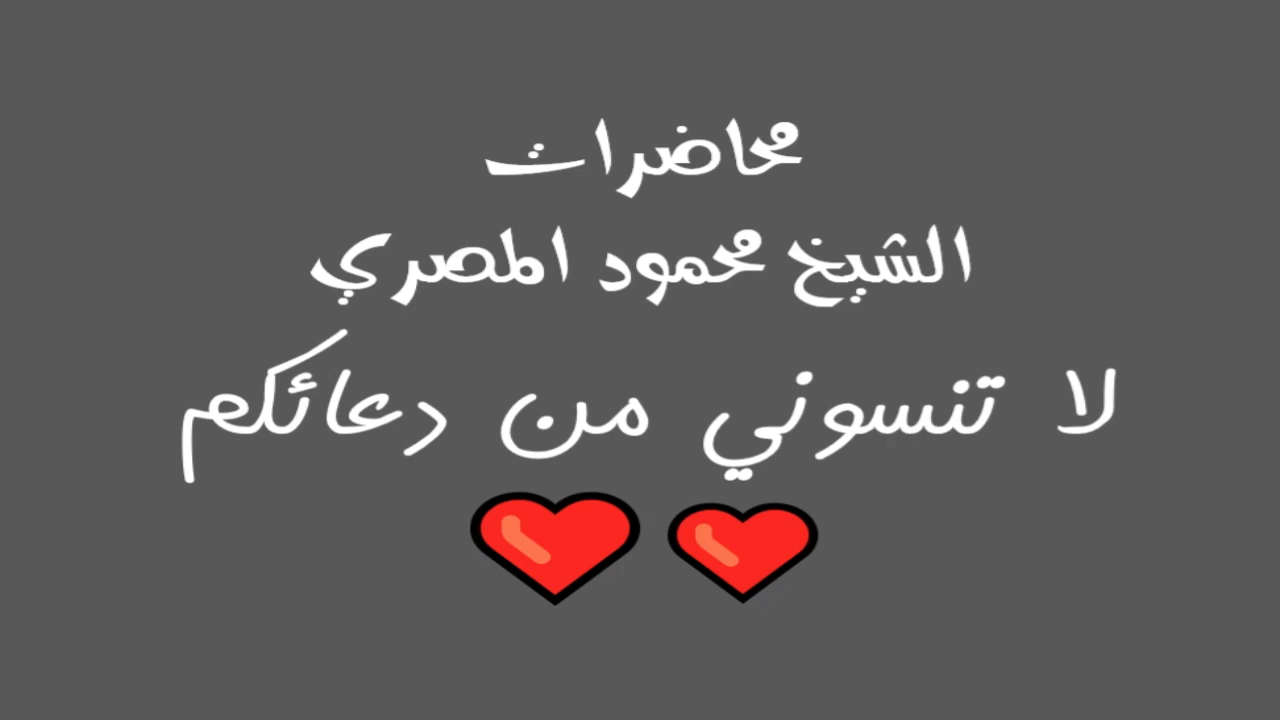 محاضرات
الشيخ محمود المصري
لا تنسوني من دعائكم